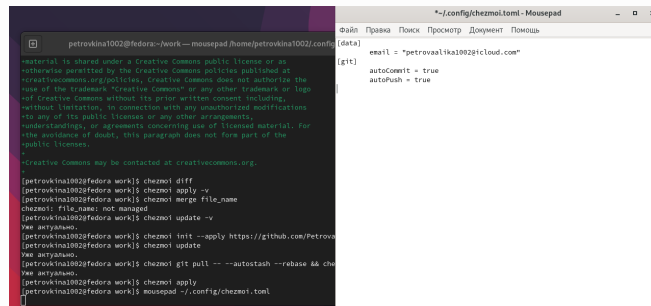 petrovkina1002@fedora:~/work — mousepad /home/petrovkina1002/.config
+material is shared under a Creative Commons public license or as
+otherwise permitted by the Creative Commons policies published at
+creativecommons.org/policies, Creative Commons does not authorize the
+use of the trademark "Creative Commons" or any other trademark or logo
+of Creative Commons without its prior written consent including,
+without limitation, in connection with any unauthorized modifications
+to any of its public licenses or any other arrangements,
+understandings, or agreements concerning use of licensed material. For
+the avoidance of doubt, this paragraph does not form part of the
+public licenses.
+
+Creative Commons may be contacted at creativecommons.org.
+
[petrovkina1002@fedora work]$ chezmoi diff
[petrovkina1002@fedora work]$ chezmoi apply -v
[petrovkina1002@fedora work]$ chezmoi merge file_name
chezmoi: file_name: not managed
[petrovkina1002@fedora work]$ chezmoi update -v
Уже актуально.
[petrovkina1002@fedora work]$ chezmoi init --apply https://github.com/Petrova
[petrovkina1002@fedora work]$ chezmoi update
Уже актуально.
[petrovkina1002@fedora work]$ chezmoi git pull -- --autostash --rebase && che
Уже актуально.
[petrovkina1002@fedora work]$ chezmoi apply
[petrovkina1002@fedora work]$ mousepad ~/.config/chezmoi.toml
*~/.config/chezmoi.toml - Mousepad
Файл Правка Поиск Просмотр Документ Помощь
[data]
email = "petrovaalika1002@icloud.com"
[git]
autoCommit = true
autoPush = true